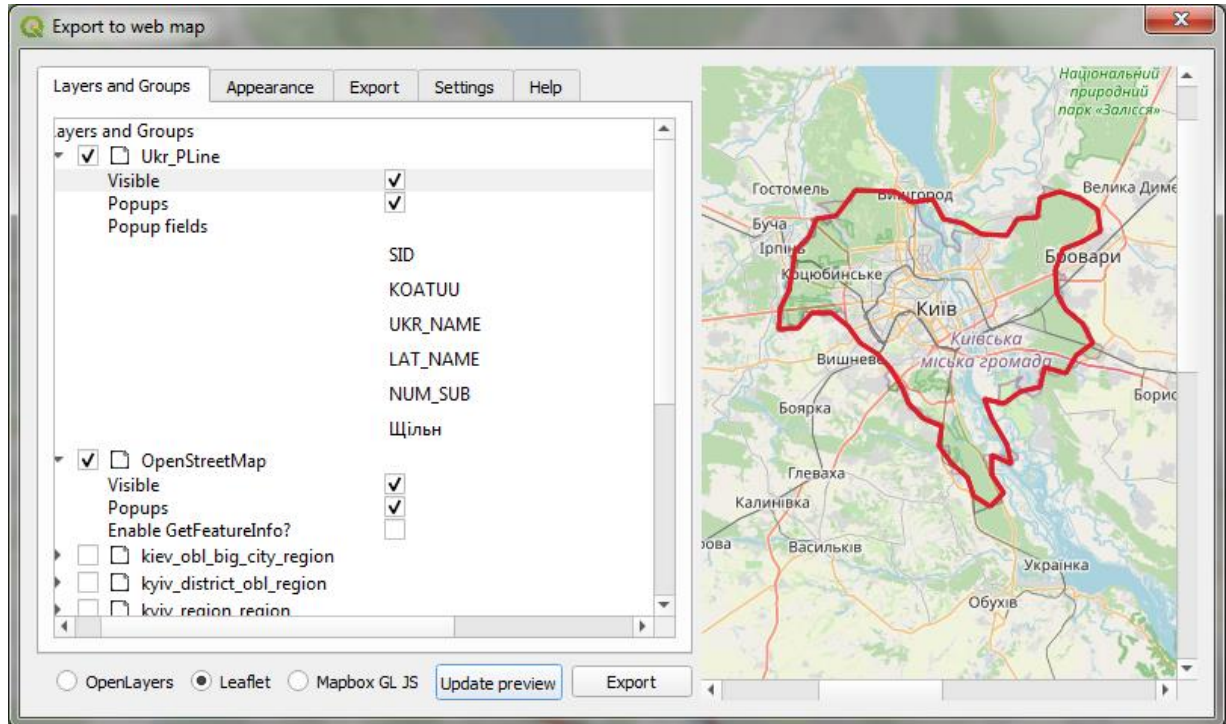 Export to web map
Layers and Groups Appearance Export Settings Help
ayers and Groups
Ukr_PLine
Visible
Popups
Popup fields
SID
KOATUU
UKR_NAME
LAT_NAME
NUM_SUB
Щільн
OpenStreetMap
Visible
Popups
Enable GetFeatureInfo?
kiev_obl_big_city_region
kyiv_district_obl_region
kyiv_region_region
OpenLayers Leaflet Mapbox GL JS Update preview Export
Національний
природний
парк «Залісся»
Гостомель
Вишгород
Велика Диме
Буча
Ірпінь
Бровари
Коцюбинське
Київ
Київська
міська громада
Вишневе
Борис
Боярка
Глеваха
Калинівка
рова
Васильків
Українка
Обухів